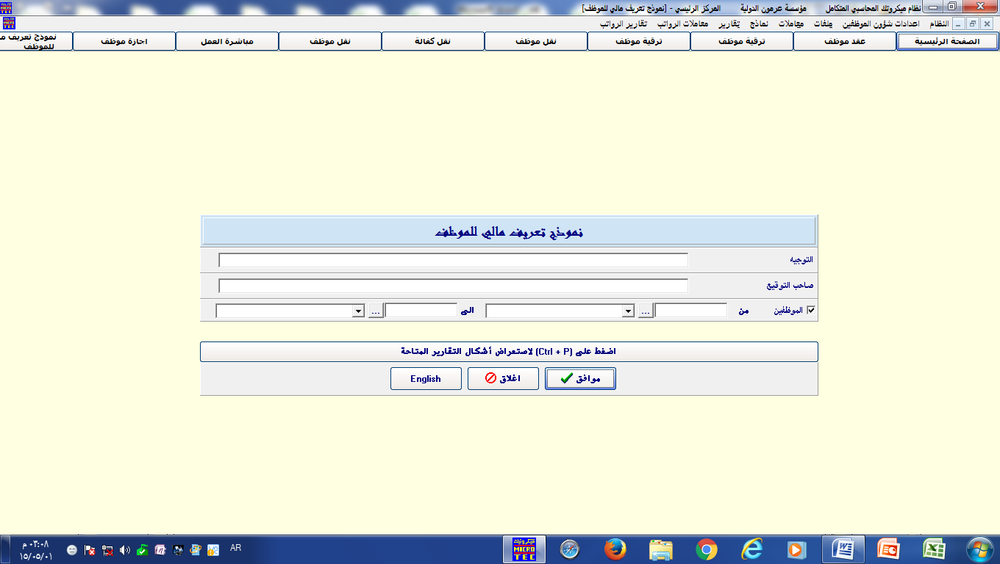 نظام ميكروتك المحاسبي المتكامل مؤسسة عرمون الدولية المركز الرئيسي - [نموذج تعريف مالي للموظف]
النظام اعدادات شؤون الموظفين ملفات معاملات نماذج تقارير معاملات الرواتب تقارير الرواتب
الصفحة الرئيسية عقد موظف ترقية موظف ترقية موظف نقل موظف نقل كفالة نقل موظف مباشرة العمل اجازة موظف نموذج تعريف م
للموظف
نموذج تعريف مالي للموظف
التوجيه
صاحب التوقيع
الموظفين من ... الى ...
اضغط على (Ctrl + P) لاستعراض أشكال التقارير المتاحة
موافق اغلاق English
ميكروتيك
MICRO
TEC
AR
٠٣:٠٨ م
١٥/٠٥/٠١